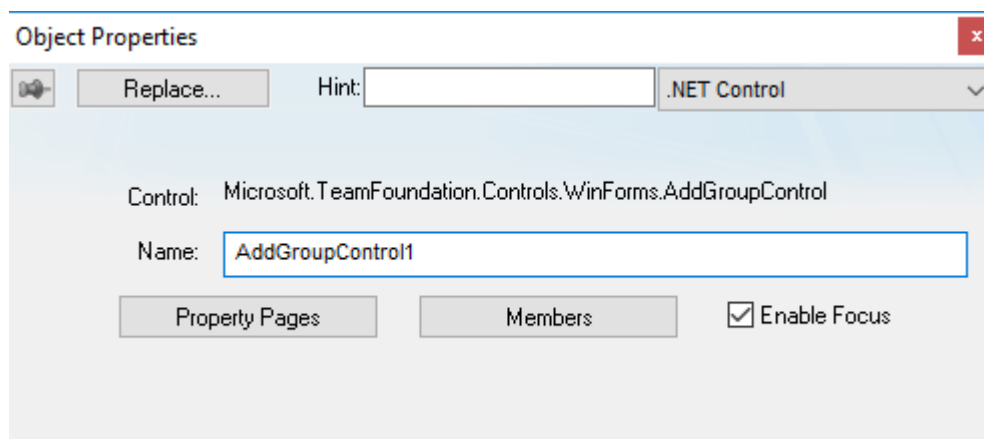 Object Properties
x
Replace... Hint: .NET Control
Control: Microsoft.TeamFoundation.Controls.WinForms.AddGroupControl
Name: AddGroupControl1
Property Pages Members Enable Focus